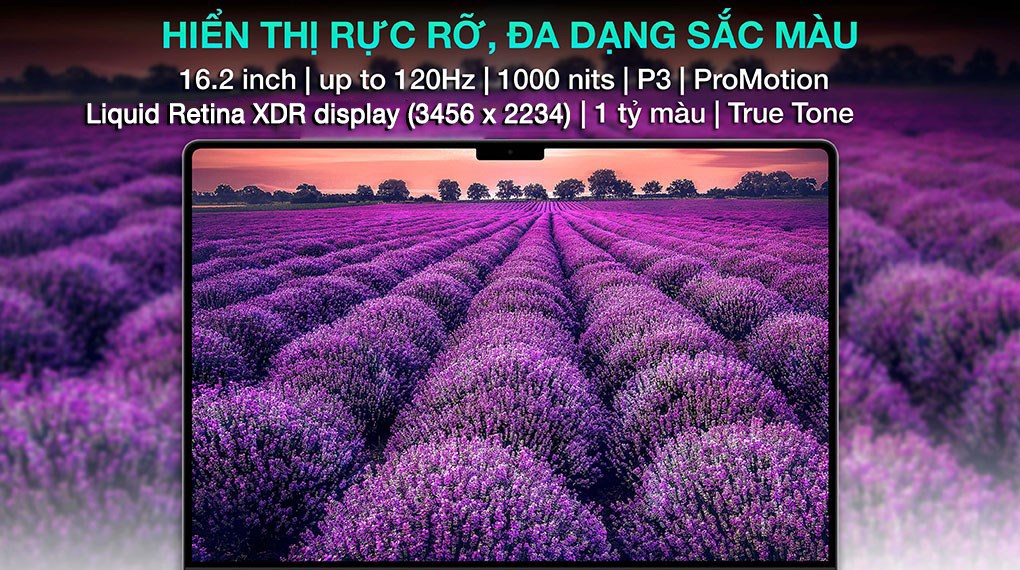 HIỂN THỊ RỰC RỠ, ĐA DẠNG SẮC MÀU
16.2 inch | up to 120Hz | 1000 nits | P3 | ProMotion
Liquid Retina XDR display (3456 x 2234) | 1 tỷ màu | True Tone